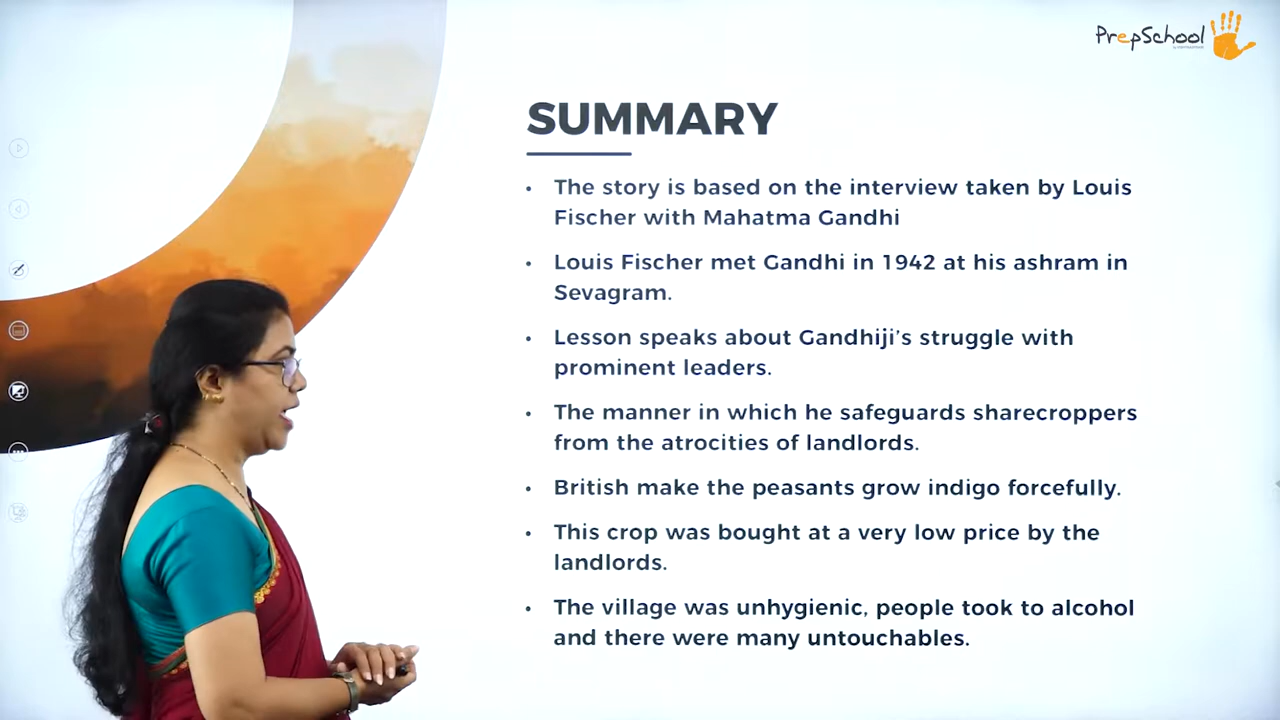 PrepSchool
SUMMARY
• The story is based on the interview taken by Louis
Fischer with Mahatma Gandhi
• Louis Fischer met Gandhi in 1942 at his ashram in
Sevagram.
• Lesson speaks about Gandhiji’s struggle with
prominent leaders.
• The manner in which he safeguards sharecroppers
from the atrocities of landlords.
• British make the peasants grow indigo forcefully.
• This crop was bought at a very low price by the
landlords.
• The village was unhygienic, people took to alcohol
and there were many untouchables.